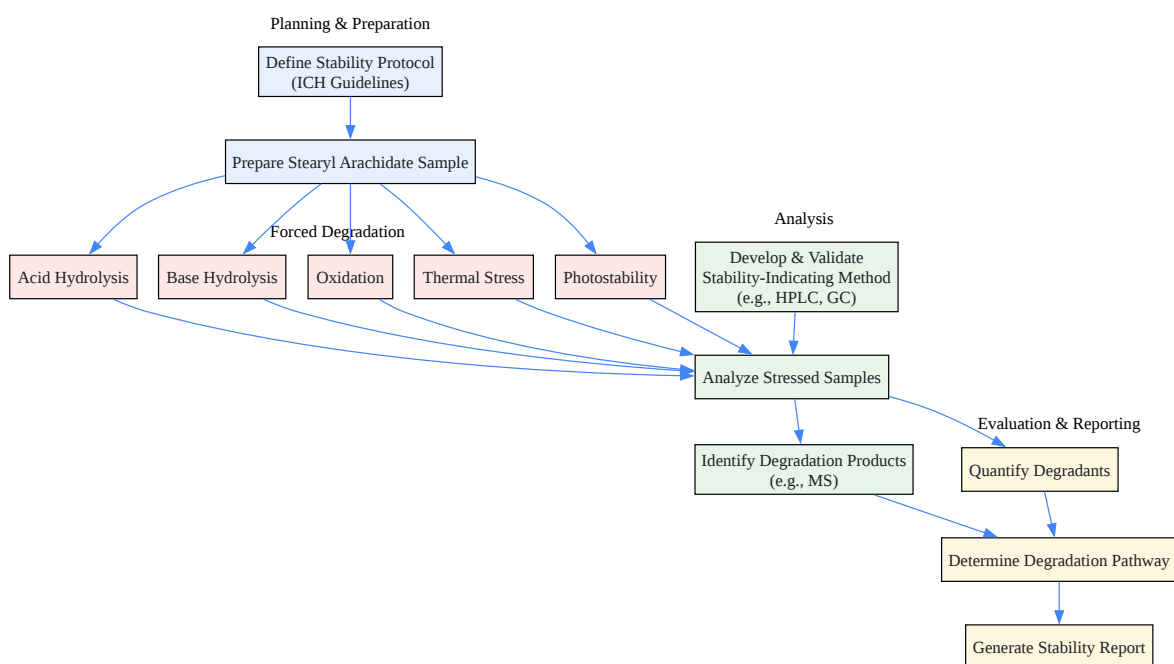 Planning & Preparation
Define Stability Protocol
(ICH Guidelines)
Prepare Stearyl Arachidate Sample
Forced Degradation
Acid Hydrolysis
Base Hydrolysis
Oxidation
Thermal Stress
Photostability
Analysis
Develop & Validate
Stability-Indicating Method
(e.g., HPLC, GC)
Analyze Stressed Samples
Identify Degradation Products
(e.g., MS)
Evaluation & Reporting
Quantify Degradants
Determine Degradation Pathway
Generate Stability Report